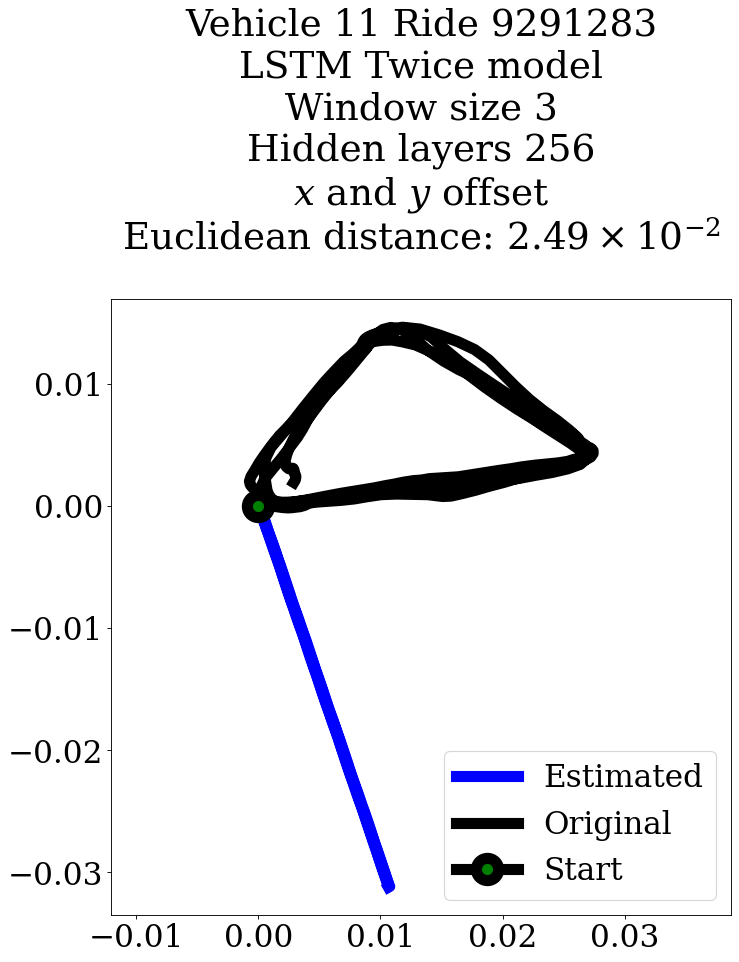 Vehicle 11 Ride 9291283
LSTM Twice model
Window size 3
Hidden layers 256
x and y offset
Euclidean distance: 2.49 × 10⁻²
0.01
0.00
−0.01
−0.02
−0.03
Estimated
Original
Start
−0.01 0.00 0.01 0.02 0.03